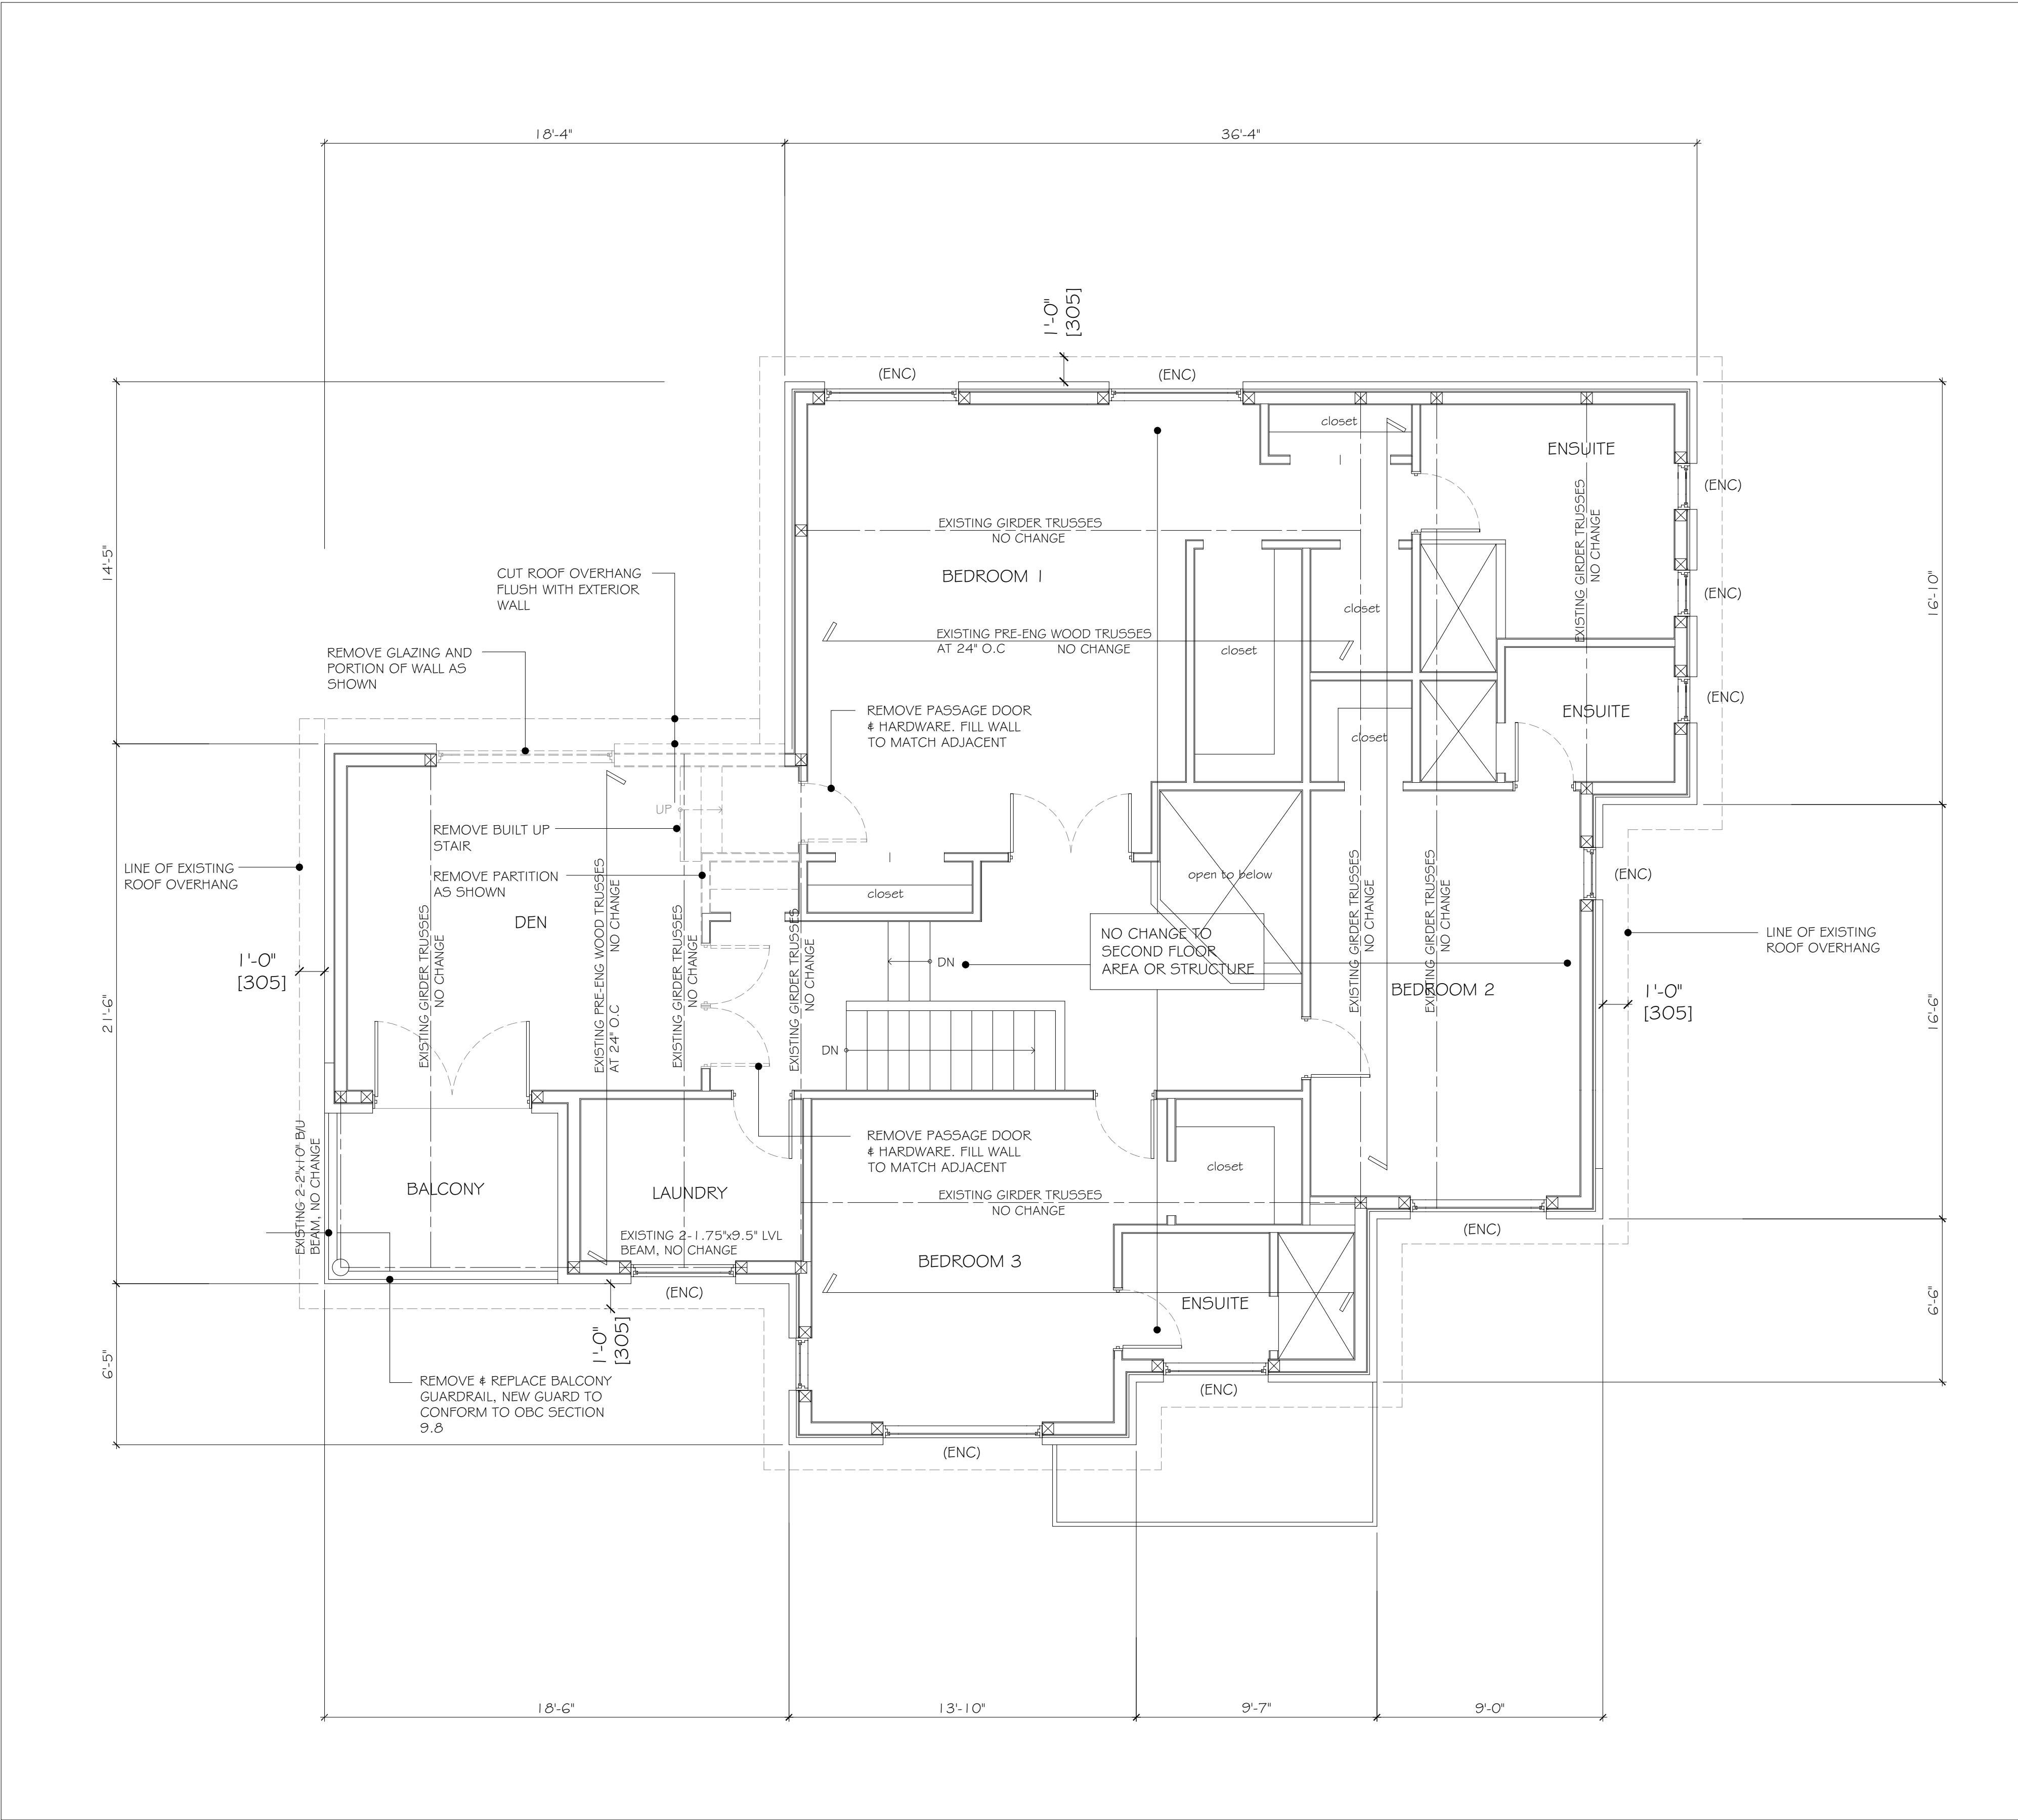 18'-4"
36'-4"
1'-0"
[305]
(ENC)
(ENC)
closet
ENSUITE
(ENC)
EXISTING GIRDER TRUSSES
NO CHANGE
EXISTING GIRDER TRUSSES
NO CHANGE
14'-5"
CUT ROOF OVERHANG
FLUSH WITH EXTERIOR
WALL
BEDROOM 1
closet
(ENC)
16'-10"
EXISTING PRE-ENG WOOD TRUSSES
AT 24" O.C NO CHANGE
closet
REMOVE GLAZING AND
PORTION OF WALL AS
SHOWN
REMOVE PASSAGE DOOR
& HARDWARE. FILL WALL
TO MATCH ADJACENT
ENSUITE
(ENC)
closet
UP
REMOVE BUILT UP
STAIR
LINE OF EXISTING
ROOF OVERHANG
REMOVE PARTITION
AS SHOWN
closet
open to below
(ENC)
DEN
EXISTING GIRDER TRUSSES
NO CHANGE
EXISTING PRE-ENG WOOD TRUSSES
AT 24" O.C NO CHANGE
EXISTING GIRDER TRUSSES
NO CHANGE
EXISTING GIRDER TRUSSES
NO CHANGE
NO CHANGE TO
SECOND FLOOR
AREA OR STRUCTURE
EXISTING GIRDER TRUSSES
NO CHANGE
EXISTING GIRDER TRUSSES
NO CHANGE
LINE OF EXISTING
ROOF OVERHANG
1'-0"
[305]
DN
BEDROOM 2
1'-0"
[305]
21'-6"
16'-6"
DN
REMOVE PASSAGE DOOR
& HARDWARE. FILL WALL
TO MATCH ADJACENT
closet
EXISTING 2-2"x10" B/U
BEAM, NO CHANGE
BALCONY
LAUNDRY
EXISTING GIRDER TRUSSES
NO CHANGE
(ENC)
EXISTING 2-1.75"x9.5" LVL
BEAM, NO CHANGE
BEDROOM 3
(ENC)
ENSUITE
6'-6"
1'-0"
[305]
6'-5"
REMOVE & REPLACE BALCONY
GUARDRAIL, NEW GUARD TO
CONFORM TO OBC SECTION
9.8
(ENC)
(ENC)
18'-6"
13'-10"
9'-7"
9'-0"